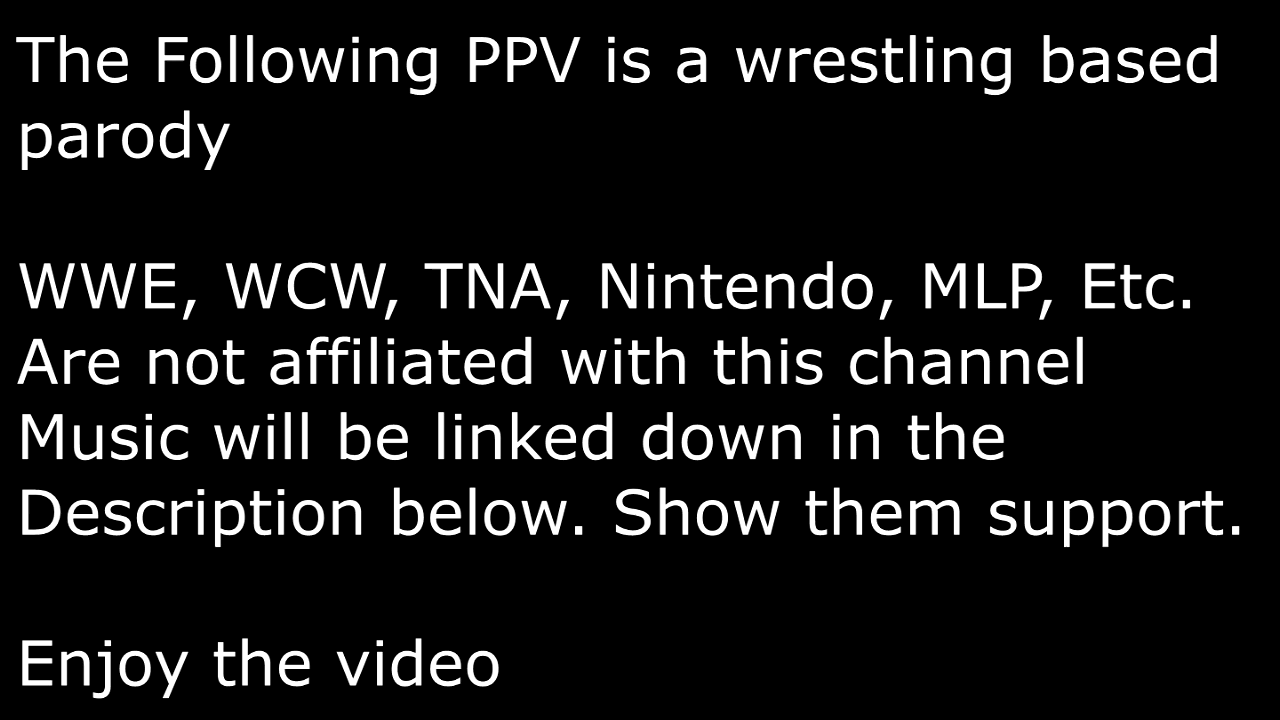 The Following PPV is a wrestling based
parody
WWE, WCW, TNA, Nintendo, MLP, Etc.
Are not affiliated with this channel
Music will be linked down in the
Description below. Show them support.
Enjoy the video